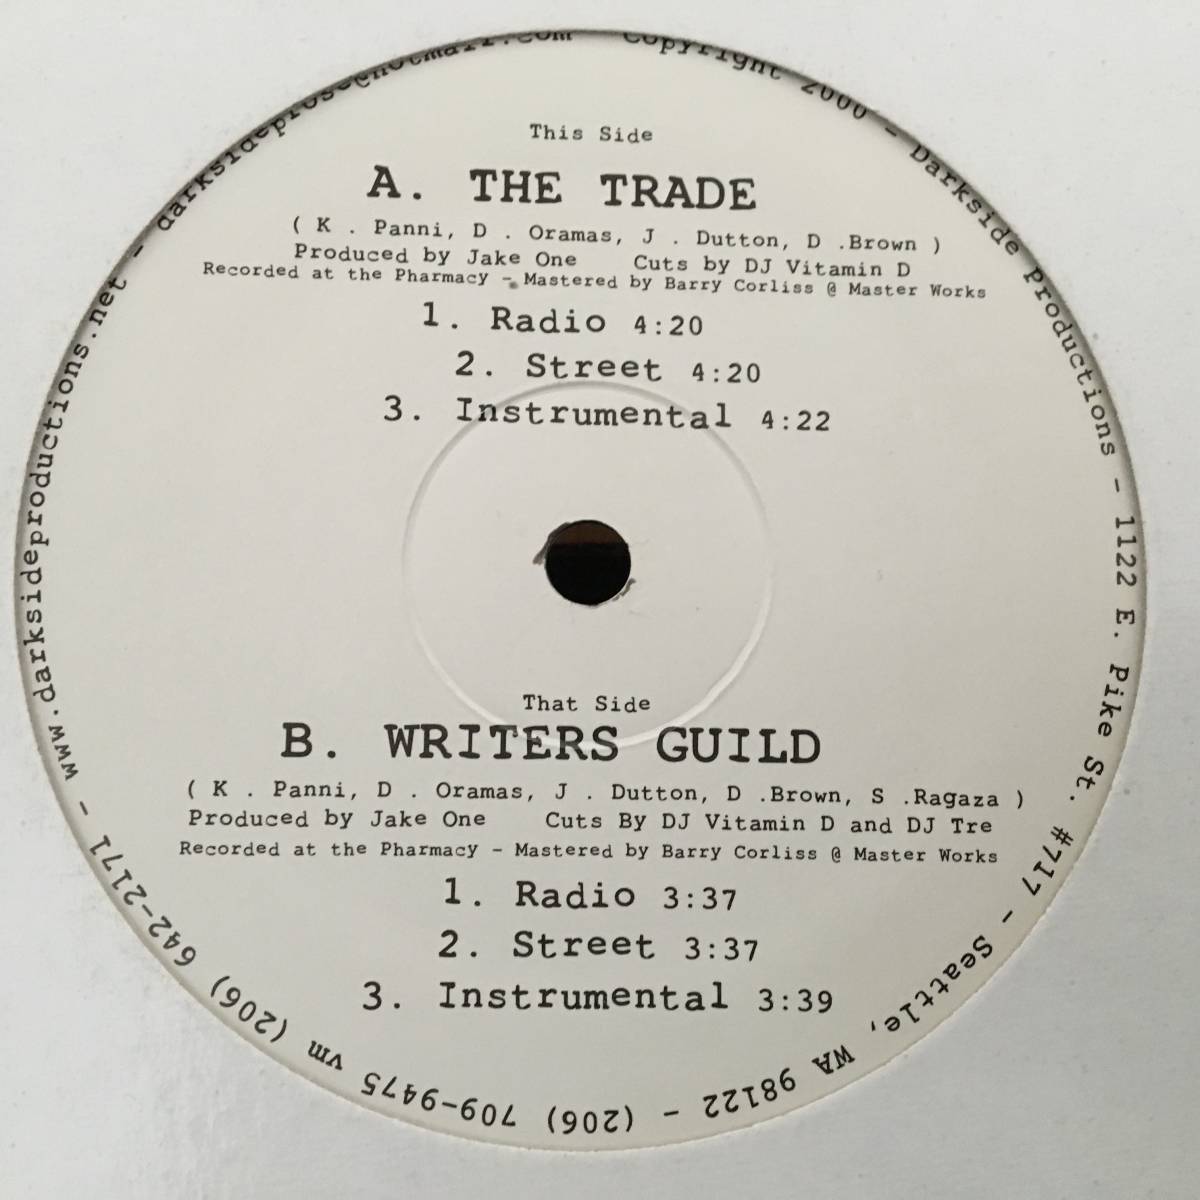 This Side
A. THE TRADE
( K . Panni, D . Oramas, J . Dutton, D .Brown )
Produced by Jake One Cuts by DJ Vitamin D
Recorded at the Pharmacy - Mastered by Barry Corliss @ Master Works
1. Radio 4:20
2. Street 4:20
3. Instrumental 4:22
That Side
B. WRITERS GUILD
( K . Panni, D . Oramas, J . Dutton, D .Brown, S .Ragaza )
Produced by Jake One Cuts By DJ Vitamin D and DJ Tre
Recorded at the Pharmacy - Mastered by Barry Corliss @ Master Works
1. Radio 3:37
2. Street 3:37
3. Instrumental 3:39
Copyright 2000 - Darkside Productions - 1122 E. Pike St. #717 - Seattle, WA 98122 - (206) 709-9475 vm (206) 642-2171 - www.darksideproductions.net - darksideprose@hotmail.com